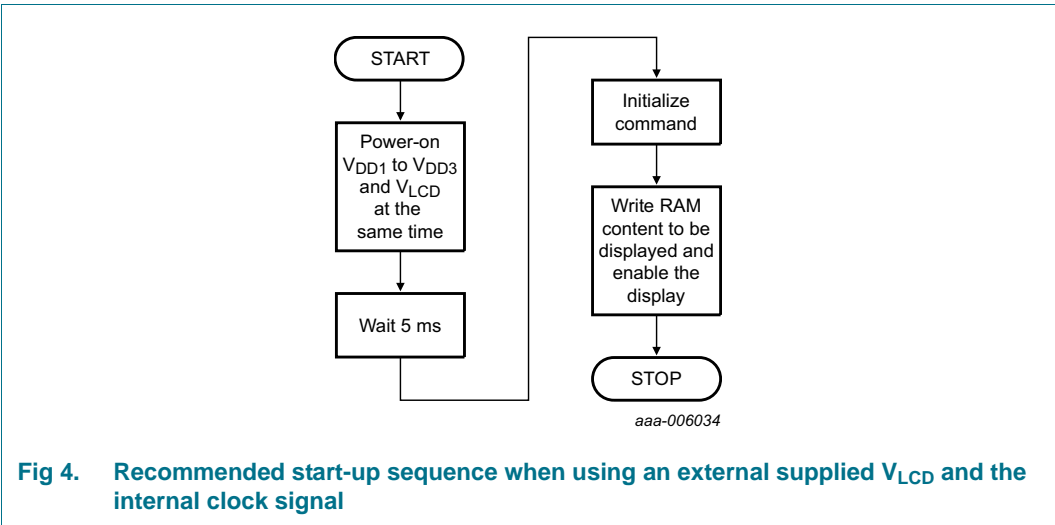 START
Power-on
VDD1 to VDD3
and VLCD
at the
same time
Wait 5 ms
Initialize
command
Write RAM
content to be
displayed and
enable the
display
STOP
aaa-006034
Fig 4. Recommended start-up sequence when using an external supplied VLCD and the
internal clock signal